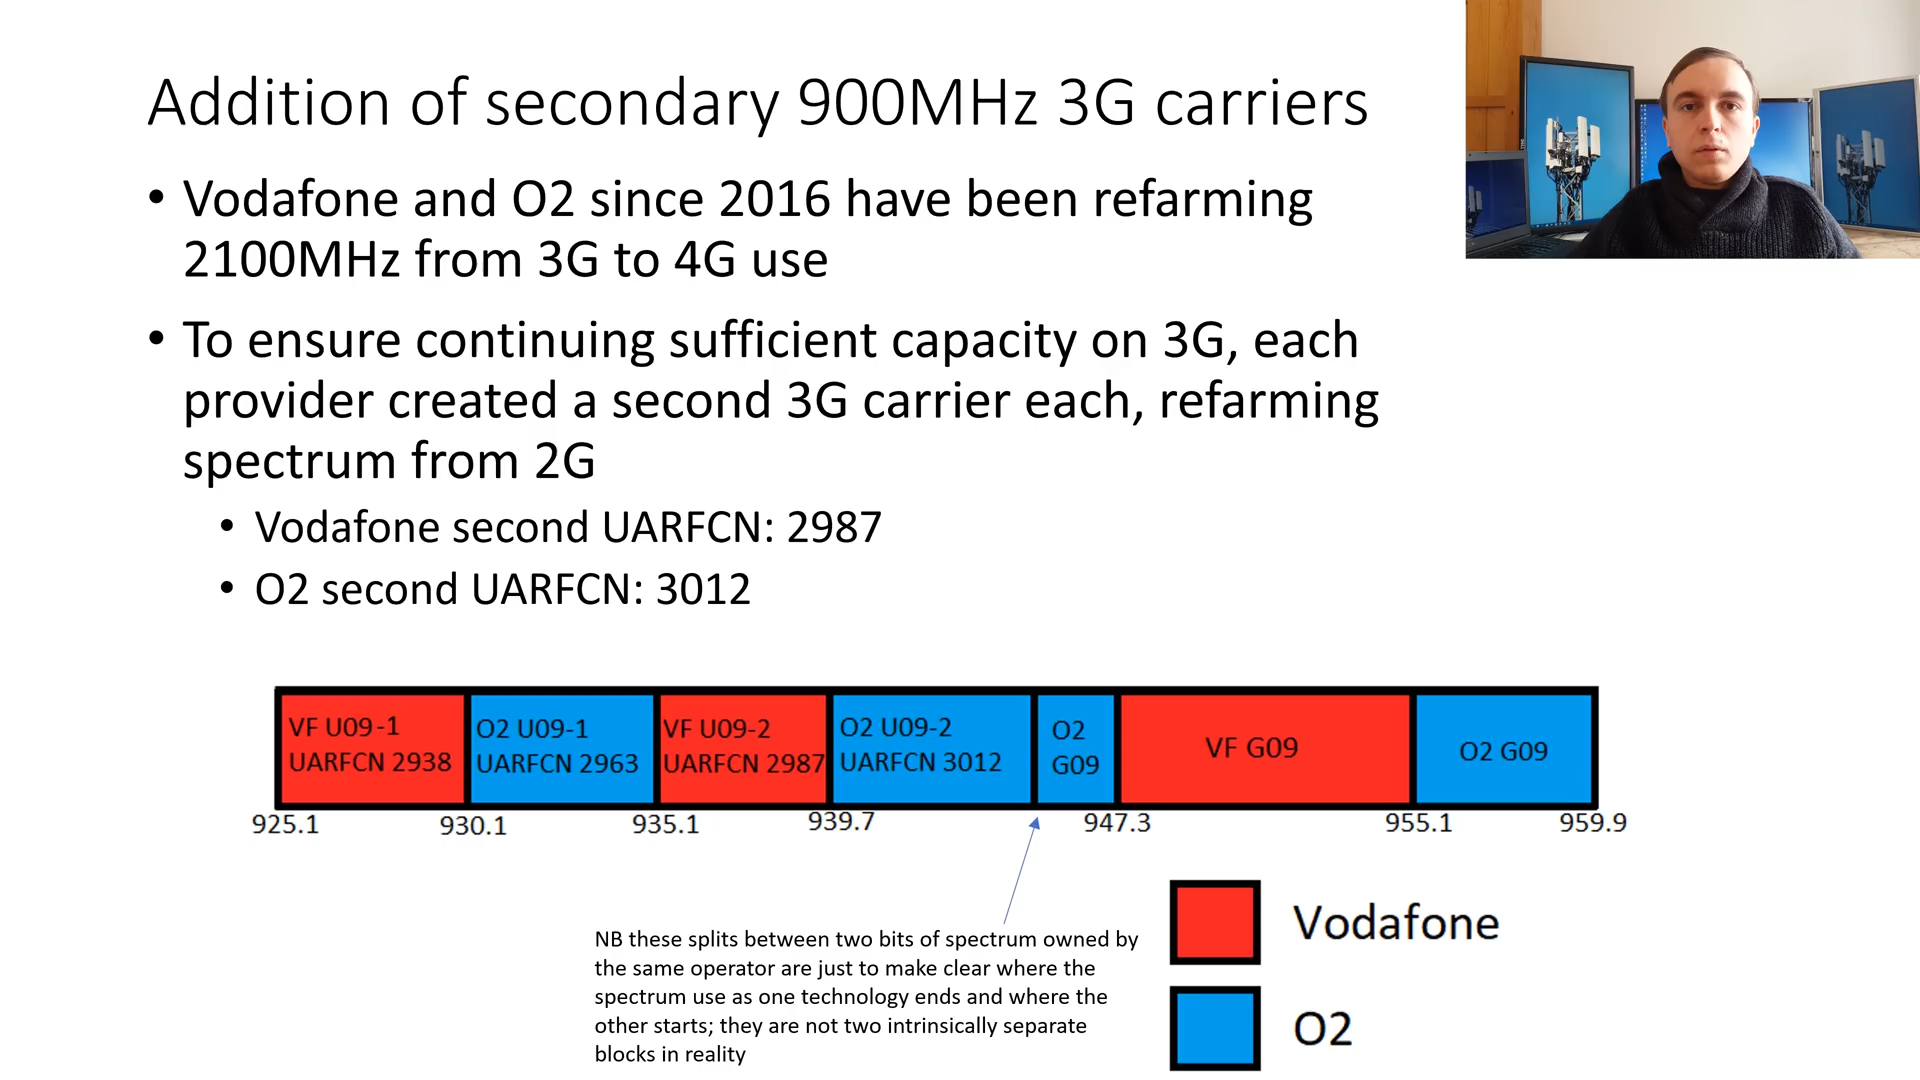 Addition of secondary 900MHz 3G carriers
• Vodafone and O2 since 2016 have been refarming
2100MHz from 3G to 4G use
• To ensure continuing sufficient capacity on 3G, each
provider created a second 3G carrier each, refarming
spectrum from 2G
• Vodafone second UARFCN: 2987
• O2 second UARFCN: 3012
VF U09-1
UARFCN 2938
O2 U09-1
UARFCN 2963
VF U09-2
UARFCN 2987
O2 U09-2
UARFCN 3012
O2
G09
VF G09
O2 G09
925.1
930.1
935.1
939.7
947.3
955.1
959.9
NB these splits between two bits of spectrum owned by
the same operator are just to make clear where the
spectrum use as one technology ends and where the
other starts; they are not two intrinsically separate
blocks in reality
Vodafone
O2